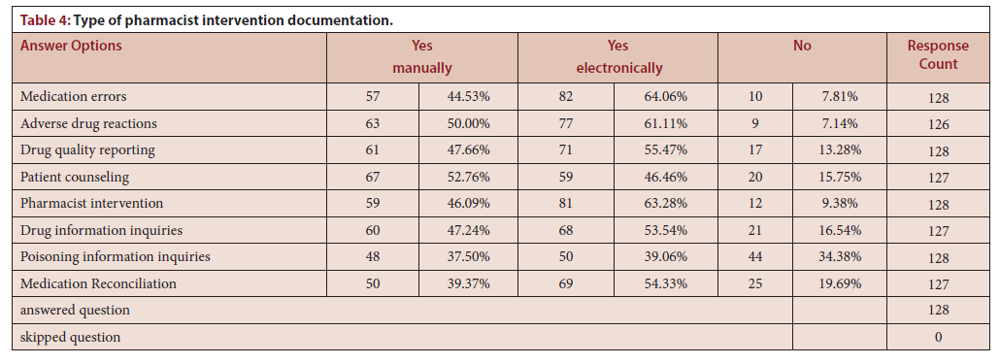 Table 4: Type of pharmacist intervention documentation.
Answer Options Yes manually Yes electronically No Response Count
Medication errors 57 44.53% 82 64.06% 10 7.81% 128
Adverse drug reactions 63 50.00% 77 61.11% 9 7.14% 126
Drug quality reporting 61 47.66% 71 55.47% 17 13.28% 128
Patient counseling 67 52.76% 59 46.46% 20 15.75% 127
Pharmacist intervention 59 46.09% 81 63.28% 12 9.38% 128
Drug information inquiries 60 47.24% 68 53.54% 21 16.54% 127
Poisoning information inquiries 48 37.50% 50 39.06% 44 34.38% 128
Medication Reconciliation 50 39.37% 69 54.33% 25 19.69% 127
answered question 128
skipped question 0